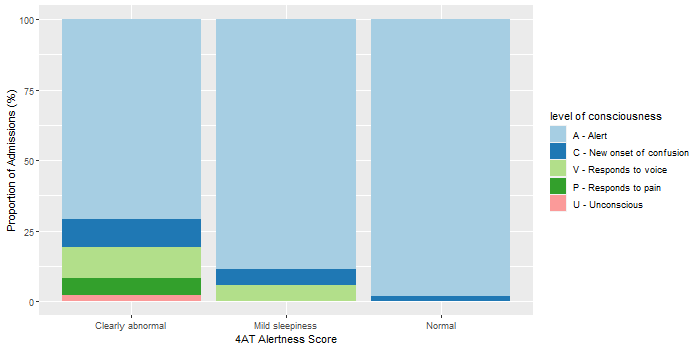 Proportion of Admissions (%)
100
75
50
25
0
Clearly abnormal
Mild sleepiness
Normal
4AT Alertness Score
level of consciousness
A - Alert
C - New onset of confusion
V - Responds to voice
P - Responds to pain
U - Unconscious